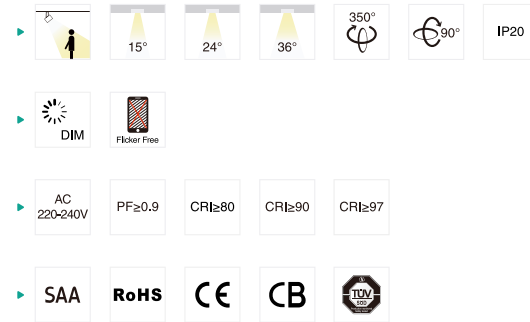 15°
24°
36°
350°
90°
IP20
DIM
Flicker Free
AC
220-240V
PF≥0.9
CRI≥80
CRI≥90
CRI≥97
SAA
RoHS
CE
CB
TÜV